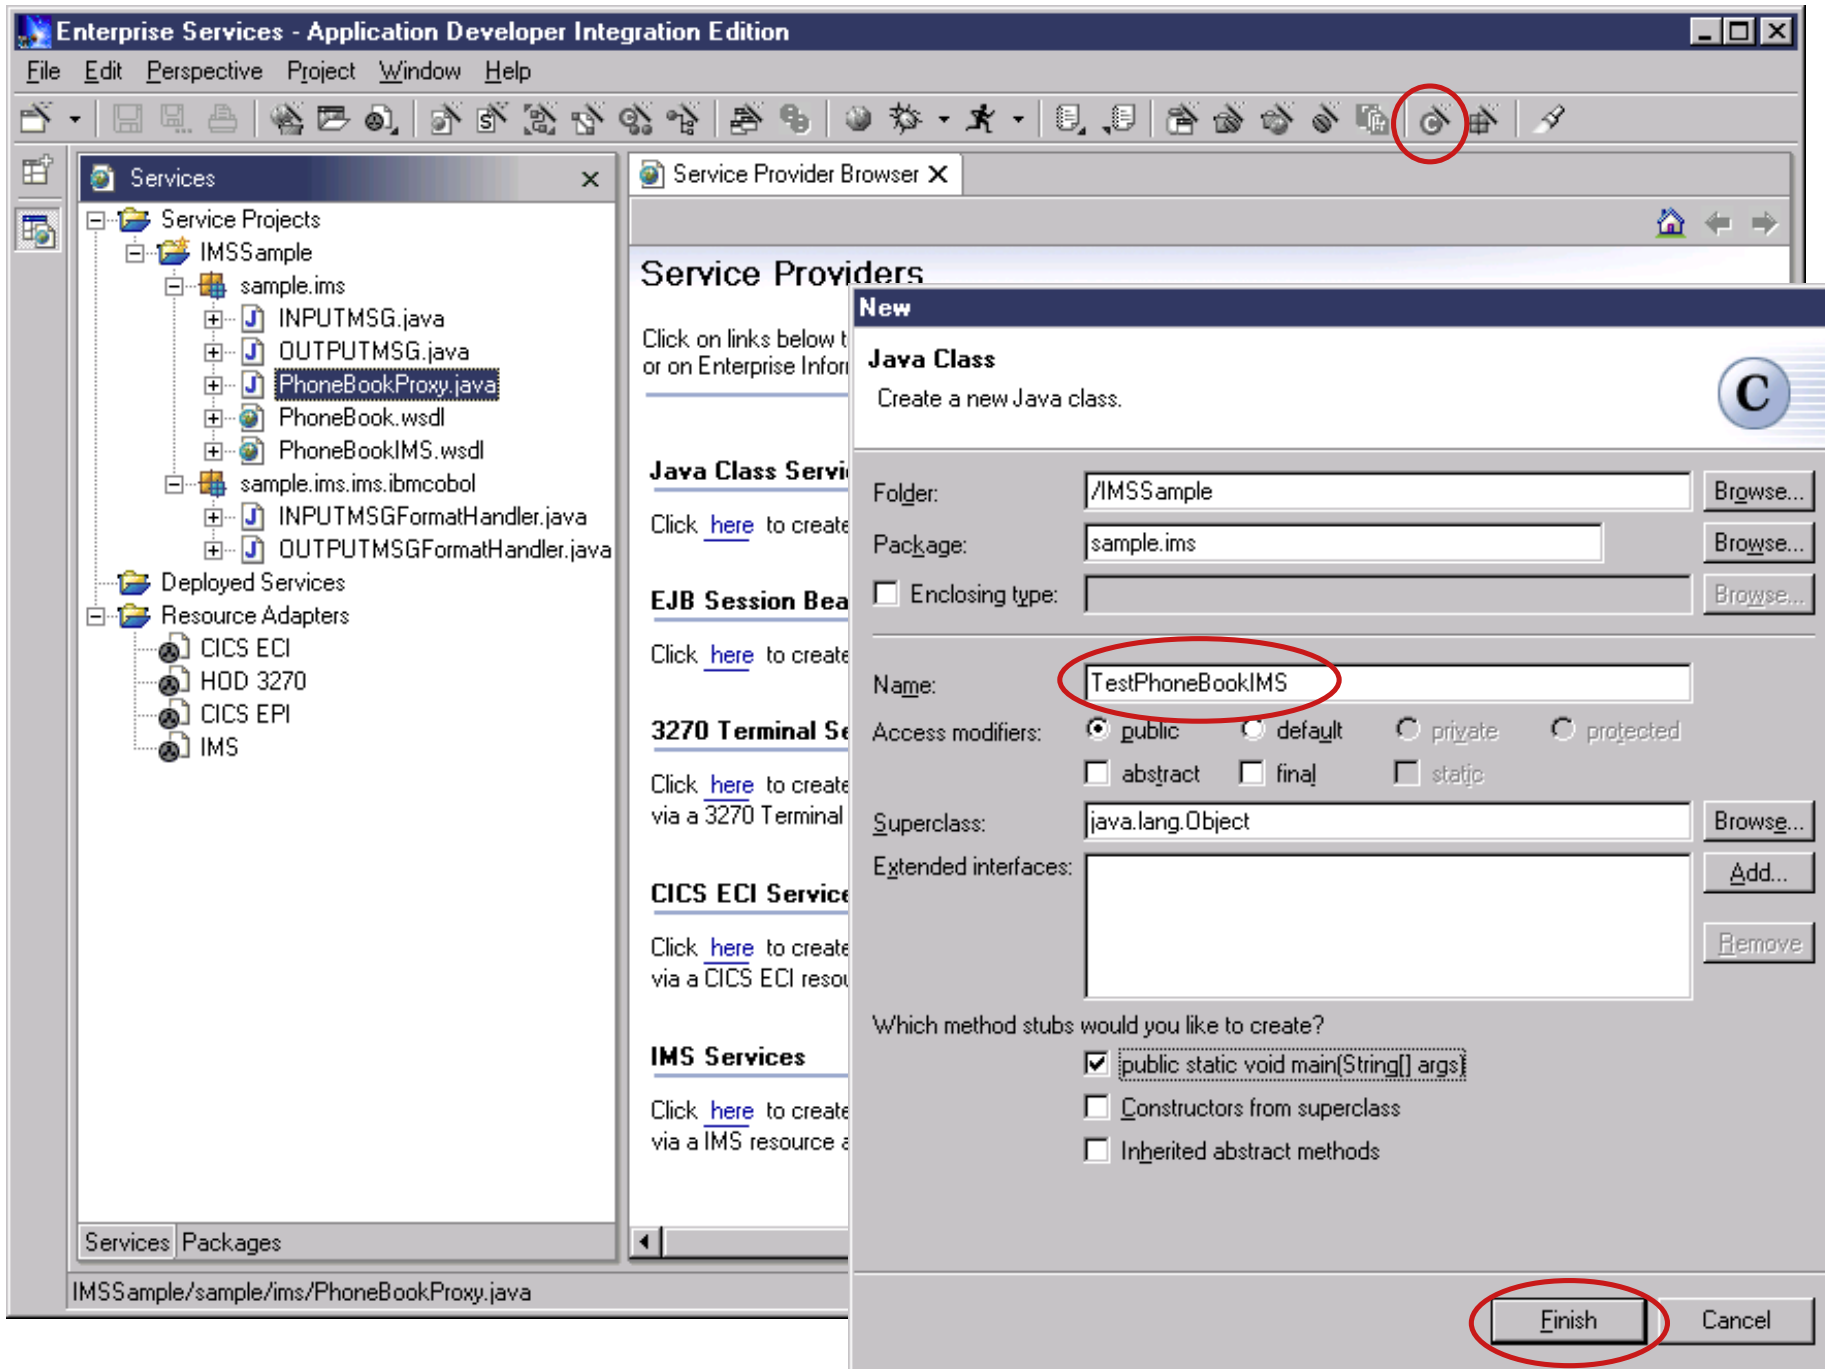 Enterprise Services - Application Developer Integration Edition
File Edit Perspective Project Window Help
Services
Service Projects
IMSSample
sample.ims
INPUTMSG.java
OUTPUTMSG.java
PhoneBookProxy.java
PhoneBook.wsdl
PhoneBookIMS.wsdl
sample.ims.ims.ibmcobol
INPUTMSGFormatHandler.java
OUTPUTMSGFormatHandler.java
Deployed Services
Resource Adapters
CICS ECI
HOD 3270
CICS EPI
IMS
Services Packages
IMSSample/sample/ims/PhoneBookProxy.java
Service Provider Browser
Service Providers
Click on links below t
or on Enterprise Infor
Java Class Servi
Click here to create
EJB Session Bea
Click here to create
3270 Terminal Se
Click here to create
via a 3270 Terminal
CICS ECI Service
Click here to create
via a CICS ECI resou
IMS Services
Click here to create
via a IMS resource a
New
Java Class
Create a new Java class.
C
Folder: /IMSSample Browse...
Package: sample.ims Browse...
Enclosing type: Browse...
Name: TestPhoneBookIMS
Access modifiers: public default private protected
abstract final static
Superclass: java.lang.Object Browse...
Extended interfaces: Add...
Remove
Which method stubs would you like to create?
public static void main(String[] args)
Constructors from superclass
Inherited abstract methods
Finish Cancel